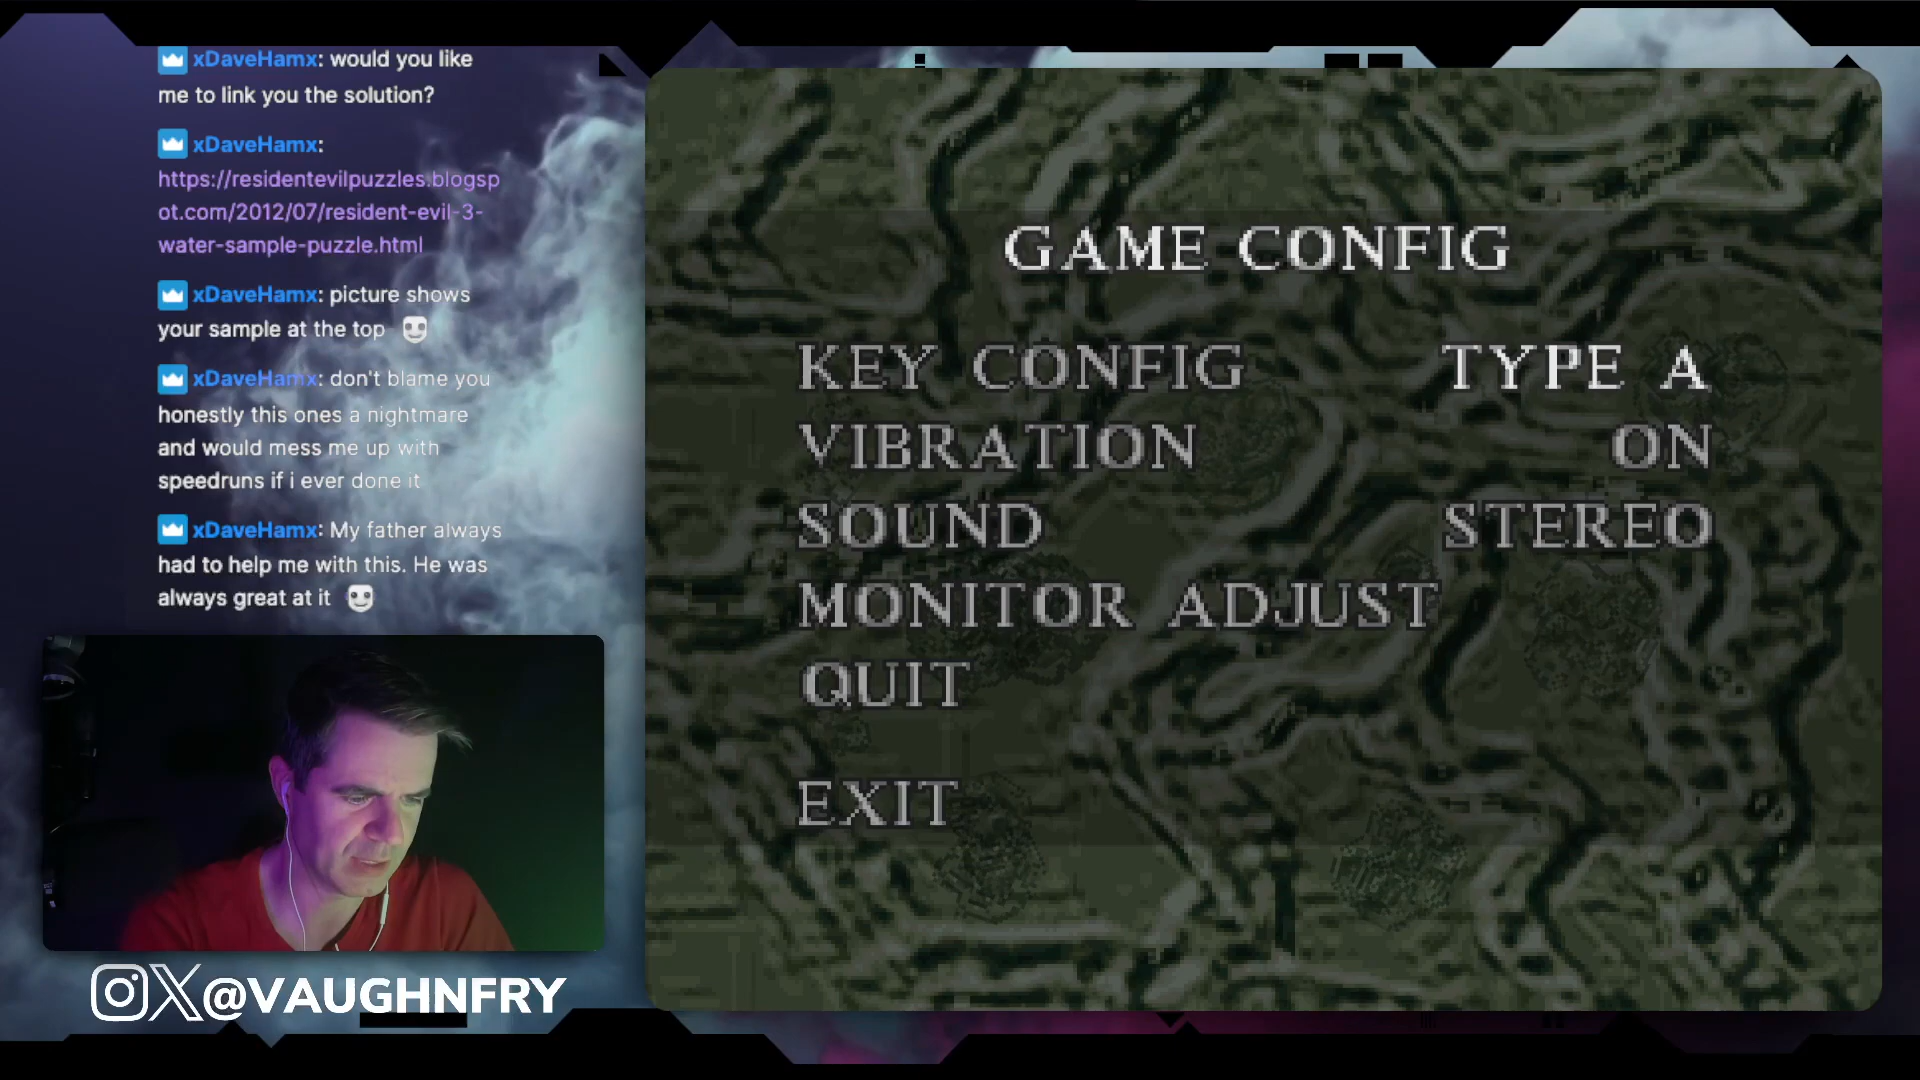 xDaveHamx: would you like
me to link you the solution?
xDaveHamx:
https://residentevilpuzzles.blogsp
ot.com/2012/07/resident-evil-3-
water-sample-puzzle.html
xDaveHamx: picture shows
your sample at the top
xDaveHamx: don't blame you
honestly this ones a nightmare
and would mess me up with
speedruns if i ever done it
xDaveHamx: My father always
had to help me with this. He was
always great at it
@VAUGHNFRY
GAME CONFIG
KEY CONFIG TYPE A
VIBRATION ON
SOUND STEREO
MONITOR ADJUST
QUIT
EXIT